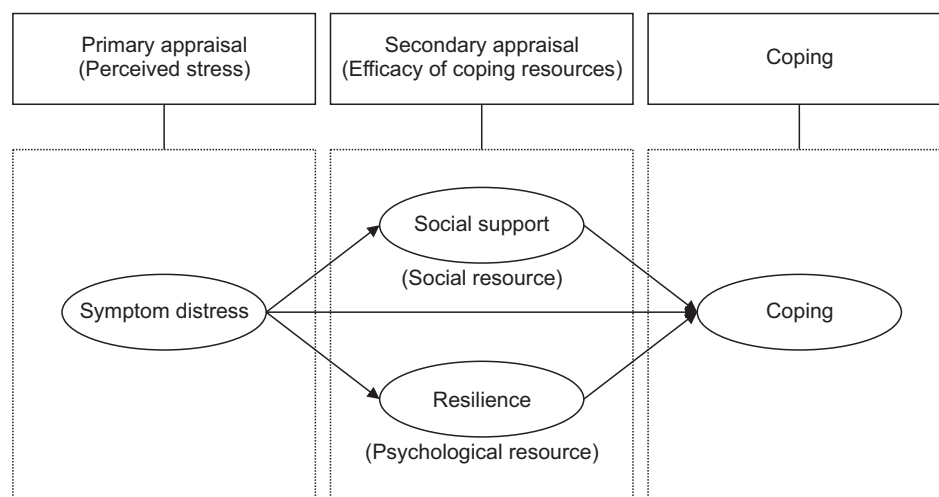 Primary appraisal
(Perceived stress)
Secondary appraisal
(Efficacy of coping resources)
Coping
Social support
(Social resource)
Symptom distress
Coping
Resilience
(Psychological resource)